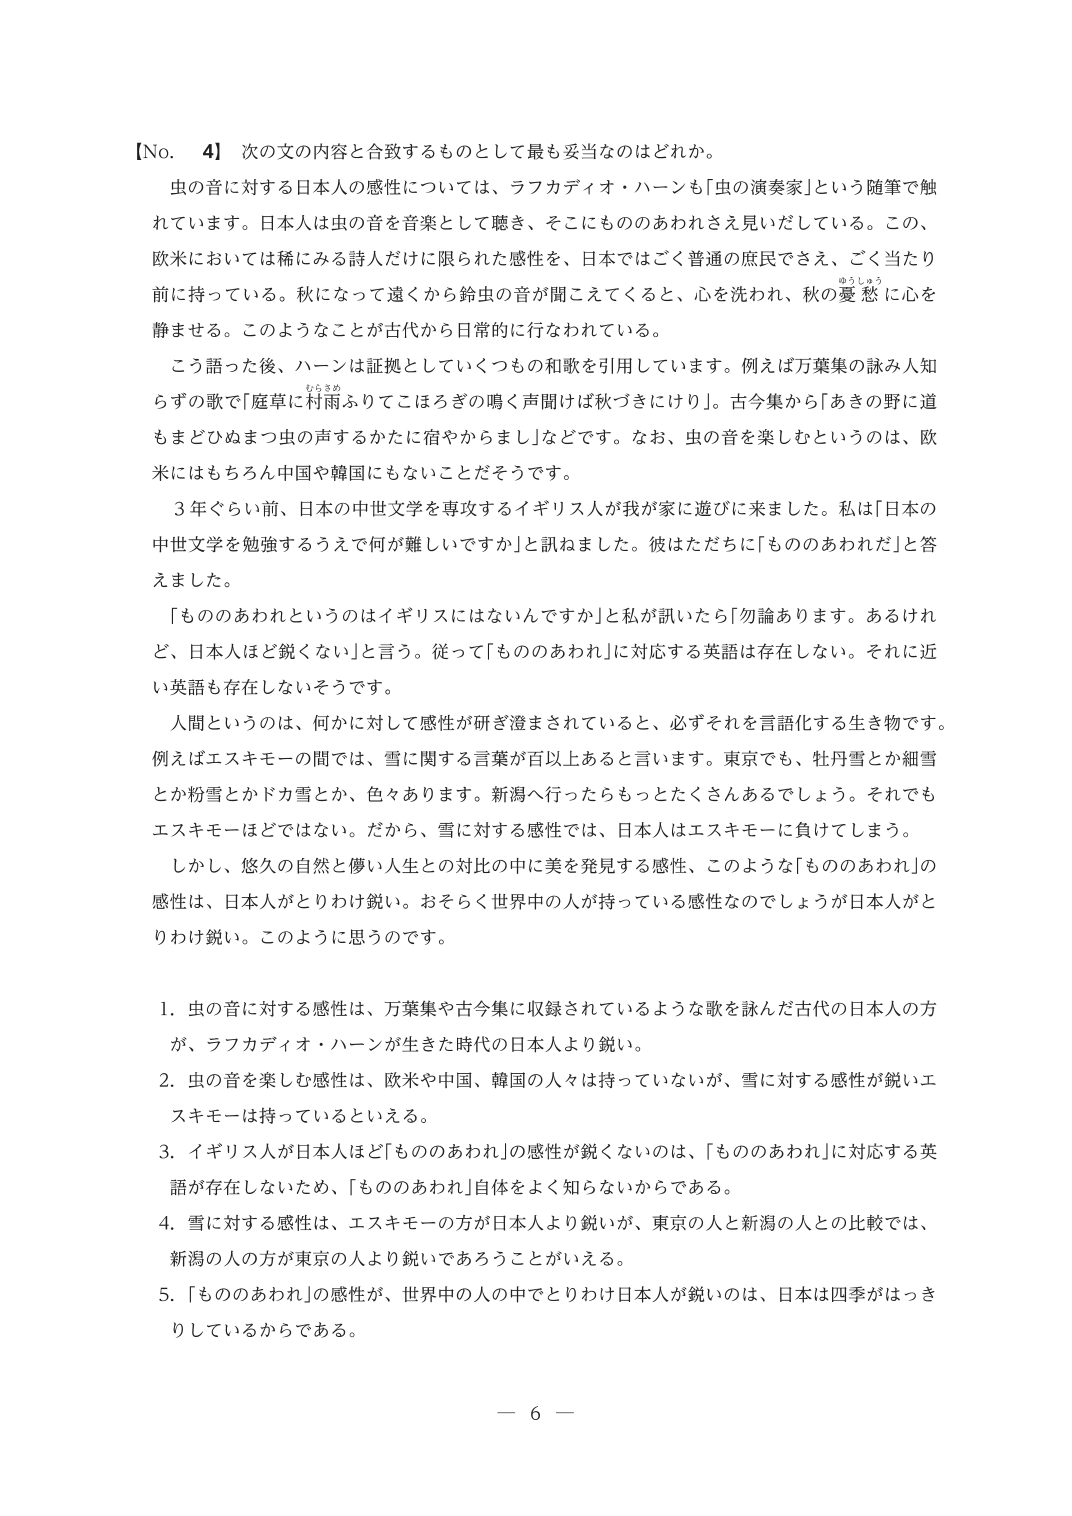 【No. 4】 次の文の内容と合致するものとして最も妥当なのはどれか。
虫の音に対する日本人の感性については、ラフカディオ・ハーンも「虫の演奏家」という随筆で触
れています。日本人は虫の音を音楽として聴き、そこにもののあわれさえ見いだしている。この、
欧米においては稀にみる詩人だけに限られた感性を、日本ではごく普通の庶民でさえ、ごく当たり
ゆうしゅう
前に持っている。秋になって遠くから鈴虫の音が聞こえてくると、心を洗われ、秋の憂愁に心を
静ませる。このようなことが古代から日常的に行なわれている。
こう語った後、ハーンは証拠としていくつもの和歌を引用しています。例えば万葉集の詠み人知
むらさめ
らずの歌で「庭草に村雨ふりてこほろぎの鳴く声聞けば秋づきにけり」。古今集から「あきの野に道
もまどひぬまつ虫の声するかたに宿やからまし」などです。なお、虫の音を楽しむというのは、欧
米にはもちろん中国や韓国にもないことだそうです。
3年ぐらい前、日本の中世文学を専攻するイギリス人が我が家に遊びに来ました。私は「日本の
中世文学を勉強するうえで何が難しいですか」と訊ねました。彼はただちに「もののあわれだ」と答
えました。
「もののあわれというのはイギリスにはないんですか」と私が訊いたら「勿論あります。あるけれ
ど、日本人ほど鋭くない」と言う。従って「もののあわれ」に対応する英語は存在しない。それに近
い英語も存在しないそうです。
人間というのは、何かに対して感性が研ぎ澄まされていると、必ずそれを言語化する生き物です。
例えばエスキモーの間では、雪に関する言葉が百以上あると言います。東京でも、牡丹雪とか細雪
とか粉雪とかドカ雪とか、色々あります。新潟へ行ったらもっとたくさんあるでしょう。それでも
エスキモーほどではない。だから、雪に対する感性では、日本人はエスキモーに負けてしまう。
しかし、悠久の自然と儚い人生との対比の中に美を発見する感性、このような「もののあわれ」の
感性は、日本人がとりわけ鋭い。おそらく世界中の人が持っている感性なのでしょうが日本人がと
りわけ鋭い。このように思うのです。
1. 虫の音に対する感性は、万葉集や古今集に収録されているような歌を詠んだ古代の日本人の方
が、ラフカディオ・ハーンが生きた時代の日本人より鋭い。
2. 虫の音を楽しむ感性は、欧米や中国、韓国の人々は持っていないが、雪に対する感性が鋭いエ
スキモーは持っているといえる。
3. イギリス人が日本人ほど「もののあわれ」の感性が鋭くないのは、「もののあわれ」に対応する英
語が存在しないため、「もののあわれ」自体をよく知らないからである。
4. 雪に対する感性は、エスキモーの方が日本人より鋭いが、東京の人と新潟の人との比較では、
新潟の人の方が東京の人より鋭いであろうことがいえる。
5. 「もののあわれ」の感性が、世界中の人の中でとりわけ日本人が鋭いのは、日本は四季がはっき
りしているからである。
― 6 ―